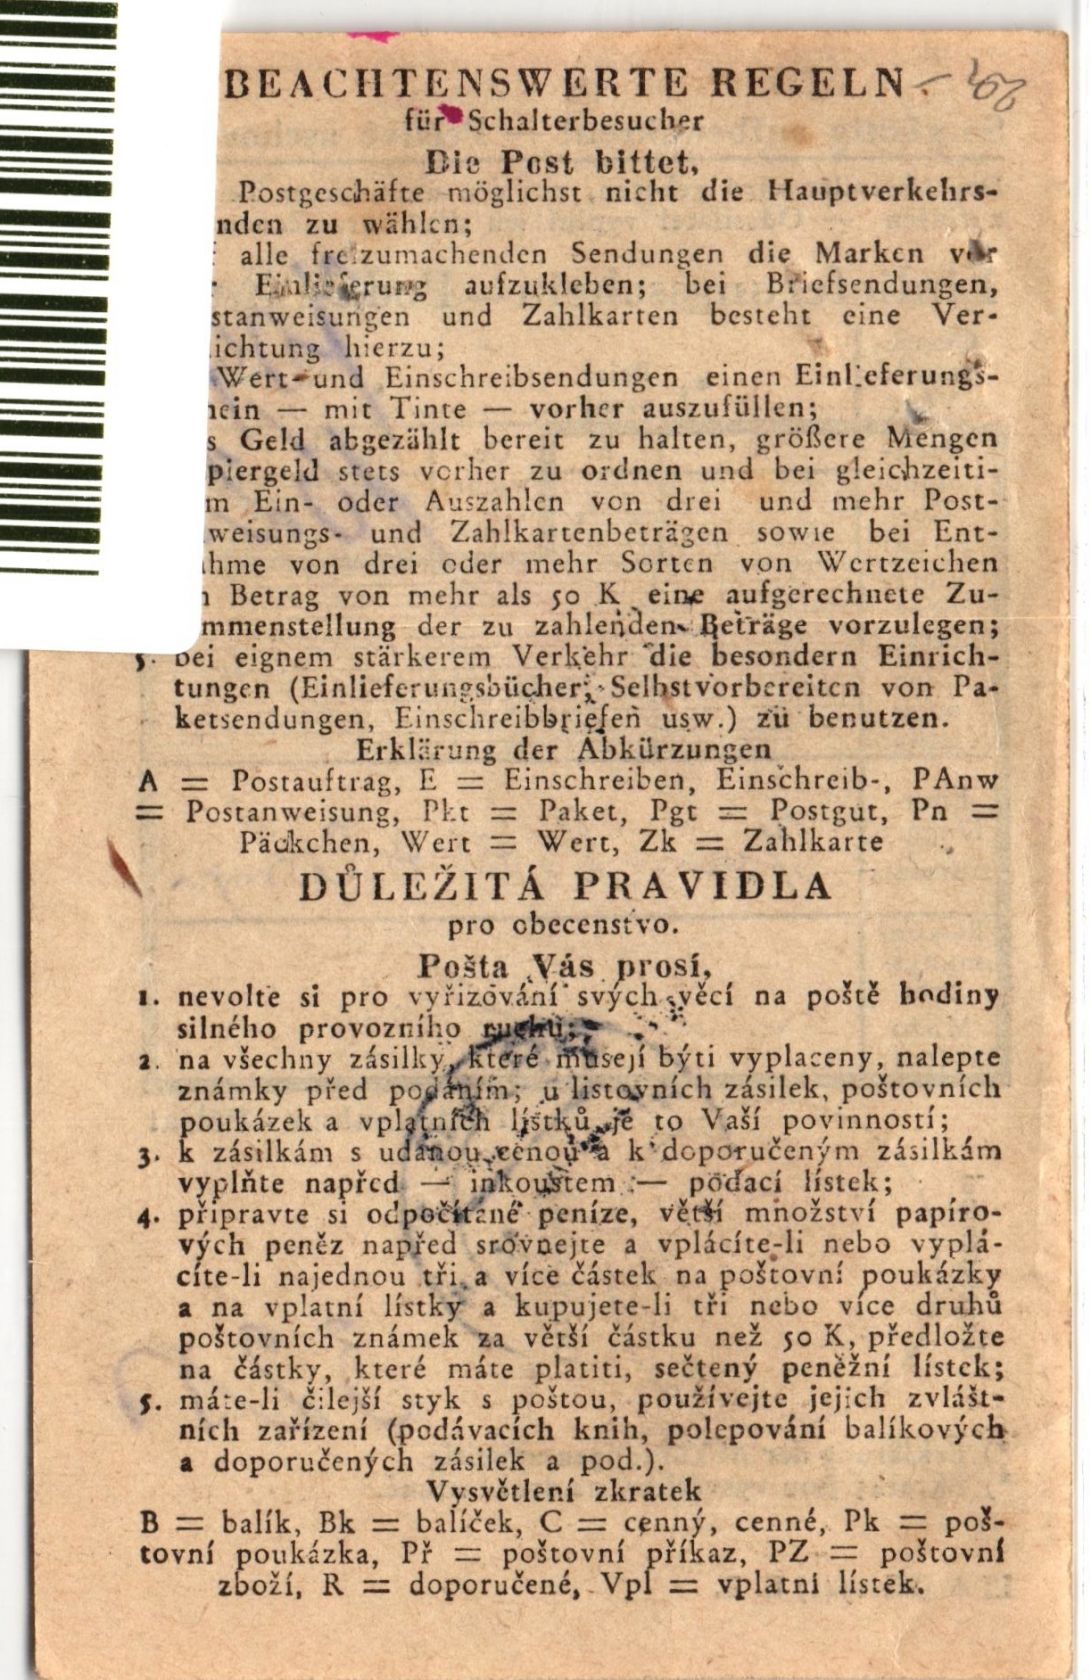 BEACHTENSWERTE REGELN.
für Schalterbesucher
Die Post bittet,
Postgeschäfte möglichst nicht die Hauptverkehrs-
nden zu wählen;
alle freizumachenden Sendungen die Marken vor
Einlieferung aufzukleben; bei Briefsendungen,
stanweisungen und Zahlkarten besteht eine Ver-
ichtung hierzu;
Wert- und Einschreibsendungen einen Einlieferungs-
hein — mit Tinte — vorher auszufüllen;
s Geld abgezählt bereit zu halten, größere Mengen
piergeld stets vorher zu ordnen und bei gleichzeiti-
m Ein- oder Auszahlen von drei und mehr Post-
weisungs- und Zahlkartenbeträgen sowie bei Ent-
ahme von drei oder mehr Sorten von Wertzeichen
Betrag von mehr als 50 K eine aufgerechnete Zu-
mmenstellung der zu zahlenden Beträge vorzulegen;
5. bei eignem stärkerem Verkehr die besondern Einrich-
tungen (Einlieferungsbücher, Selbstvorbereiten von Pa-
ketsendungen, Einschreibbriefen usw.) zu benutzen.
Erklärung der Abkürzungen
A = Postauftrag, E = Einschreiben, Einschreib-, PAnw
= Postanweisung, Pkt = Paket, Pgt = Postgut, Pn =
Päckchen, Wert = Wert, Zk = Zahlkarte
DŮLEŽITÁ PRAVIDLA
pro obecenstvo.
Pošta Vás prosí,
1. nevolte si pro vyřizování svých věcí na poště hodiny
silného provozního ruchu;
2. na všechny zásilky, které musejí býti vyplaceny, nalepte
známky před podáním; u listovních zásilek, poštovních
poukázek a vplatních lístků je to Vaší povinností;
3. k zásilkám s udanou cenou a k doporučeným zásilkám
vyplňte napřed — inkoustem — podací lístek;
4. připravte si odpočítané peníze, větší množství papíro-
vých peněz napřed srovnejte a vplácíte-li nebo vyplá-
cíte-li najednou tři a více částek na poštovní poukázky
a na vplatní lístky a kupujete-li tři nebo více druhů
poštovních známek za větší částku než 50 K, předložte
na částky, které máte platiti, sečtený peněžní lístek;
5. máte-li čilejší styk s poštou, používejte jejich zvlášt-
ních zařízení (podávacích knih, polepování balíkových
a doporučených zásilek a pod.).
Vysvětlení zkratek
B = balík, Bk = balíček, C = cenný, cenné, Pk = poš-
tovní poukázka, Př = poštovní příkaz, PZ = poštovní
zboží, R = doporučené, Vpl = vplatní lístek.